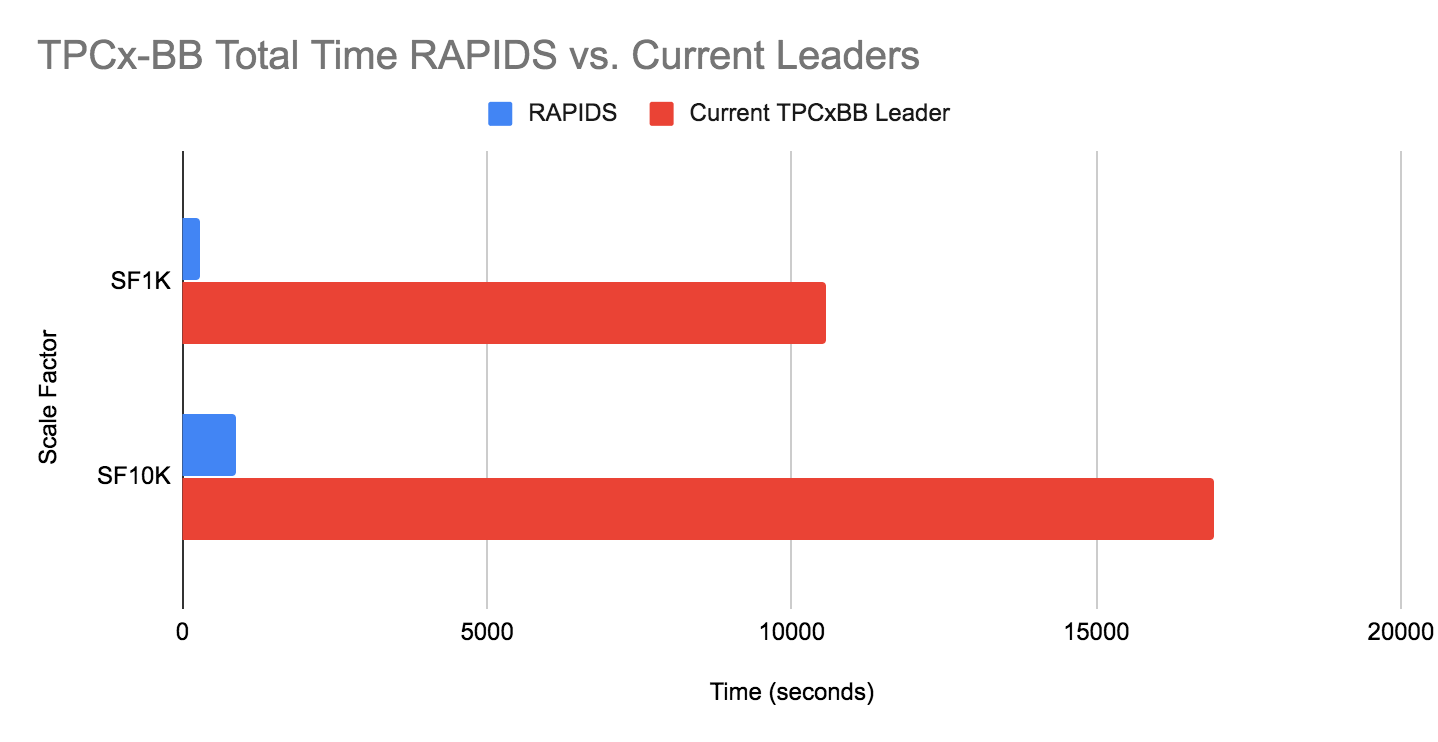 TPCx-BB Total Time RAPIDS vs. Current Leaders
RAPIDS Current TPCxBB Leader
Scale Factor
SF1K
SF10K
0 5000 10000 15000 20000
Time (seconds)